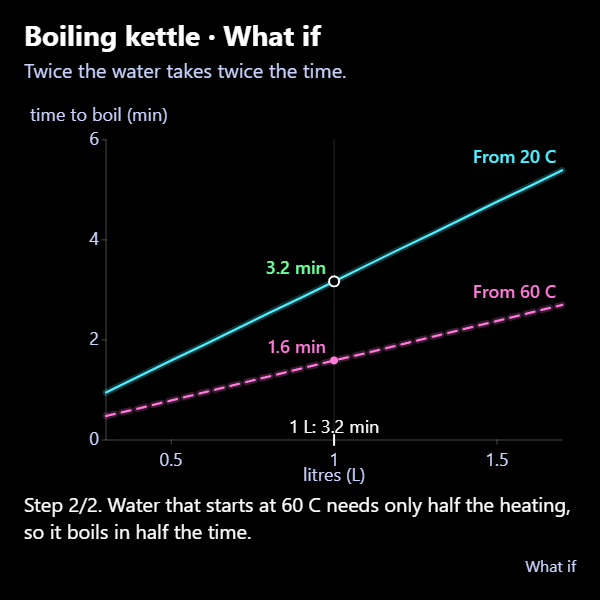 Boiling kettle · What if
Twice the water takes twice the time.
time to boil (min)
6
From 20 C
4
3.2 min
From 60 C
2
1.6 min
1 L: 3.2 min
0
0.5
1
1.5
litres (L)
Step 2/2. Water that starts at 60 C needs only half the heating,
so it boils in half the time.
What if